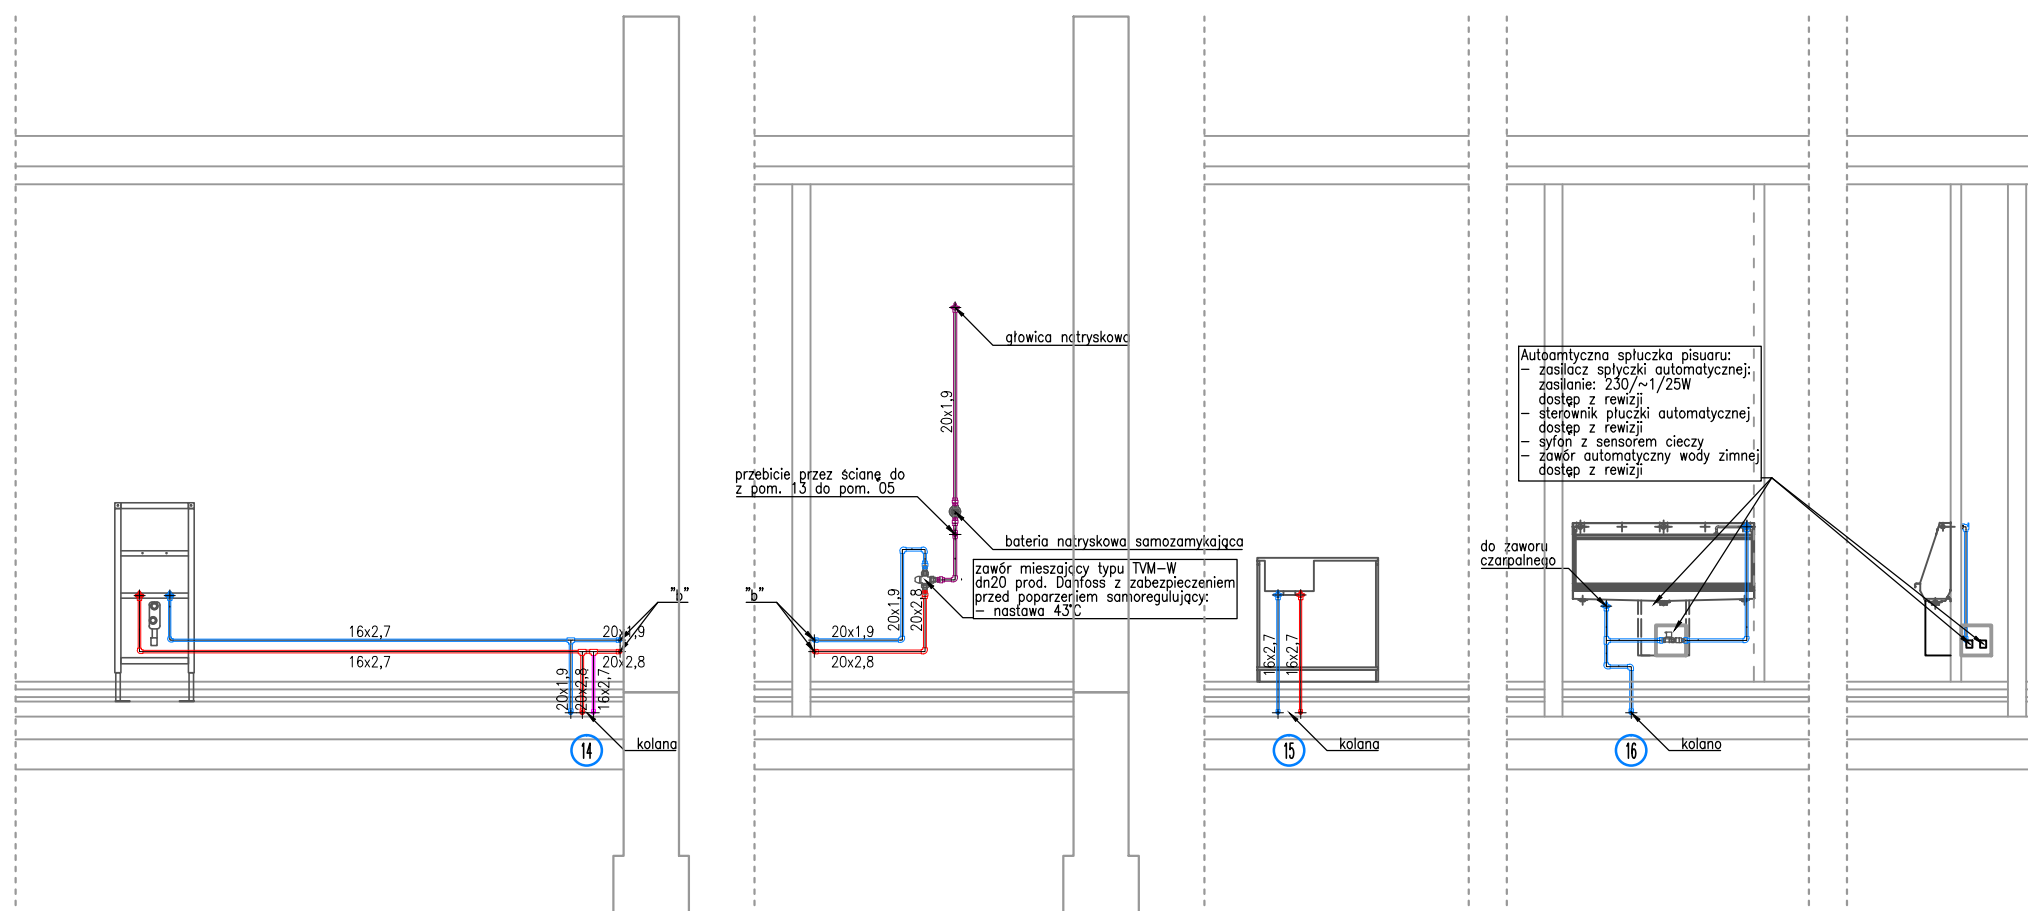 głowica natryskowa
20x1,9
Autoamtyczna spłuczka pisuaru:
- zasilacz spłyczki automatycznej:
zasilanie: 230/~1/25W
dostęp z rewizji
- sterownik płuczki automatycznej
dostęp z rewizji
- syfon z sensorem cieczy
- zawór automatyczny wody zimnej
dostęp z rewizji
przebicie przez ścianę do
z pom. 13 do pom. 05
bateria natryskowa samozamykająca
zawór mieszający typu TVM-W
dn20 prod. Danfoss z zabezpieczeniem
przed poparzeniem samoregulujący:
- nastawa 43°C
do zaworu
czarpalnego
"b"
"b"
16x2,7
20x1,9
16x2,7
20x2,8
20x1,9
20x2,8
16x2,7
20x1,9
20x2,8
20x1,9
20x2,8
16x2,7
16x2,7
14
kolana
15
kolana
16
kolano